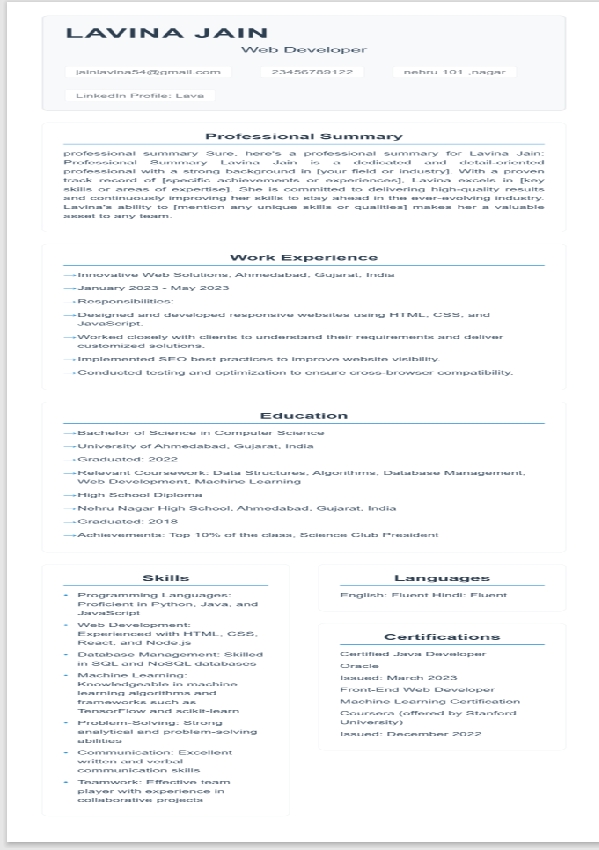 LAVINA JAIN
Web Developer
jainlavina54@gmail.com 23456789122 nehru 101 ,nagar
LinkedIn Profile: Lava
Professional Summary
professional summary Sure, here's a professional summary for Lavina Jain:
Professional Summary Lavina Jain is a dedicated and detail-oriented
professional with a strong background in [your field or industry]. With a proven
track record of [specific achievements or experiences], Lavina excels in [key
skills or areas of expertise]. She is committed to delivering high-quality results
and continuously improving her skills to stay ahead in the ever-evolving industry.
Lavina's ability to [mention any unique skills or qualities] makes her a valuable
asset to any team.
Work Experience
Innovative Web Solutions, Ahmedabad, Gujarat, India
January 2023 - May 2023
Responsibilities:
Designed and developed responsive websites using HTML, CSS, and
JavaScript.
Worked closely with clients to understand their requirements and deliver
customized solutions.
Implemented SEO best practices to improve website visibility.
Conducted testing and optimization to ensure cross-browser compatibility.
Education
Bachelor of Science in Computer Science
University of Ahmedabad, Gujarat, India
Graduated: 2022
Relevant Coursework: Data Structures, Algorithms, Database Management,
Web Development, Machine Learning
High School Diploma
Nehru Nagar High School, Ahmedabad, Gujarat, India
Graduated: 2018
Achievements: Top 10% of the class, Science Club President
Skills
Programming Languages:
Proficient in Python, Java, and
JavaScript
Web Development:
Experienced with HTML, CSS,
React, and Node.js
Database Management: Skilled
in SQL and NoSQL databases
Machine Learning:
Knowledgeable in machine
learning algorithms and
frameworks such as
TensorFlow and scikit-learn
Problem-Solving: Strong
analytical and problem-solving
abilities
Communication: Excellent
written and verbal
communication skills
Teamwork: Effective team
player with experience in
collaborative projects
Languages
English: Fluent Hindi: Fluent
Certifications
Certified Java Developer
Oracle
Issued: March 2023
Front-End Web Developer
Machine Learning Certification
Coursera (offered by Stanford
University)
Issued: December 2022